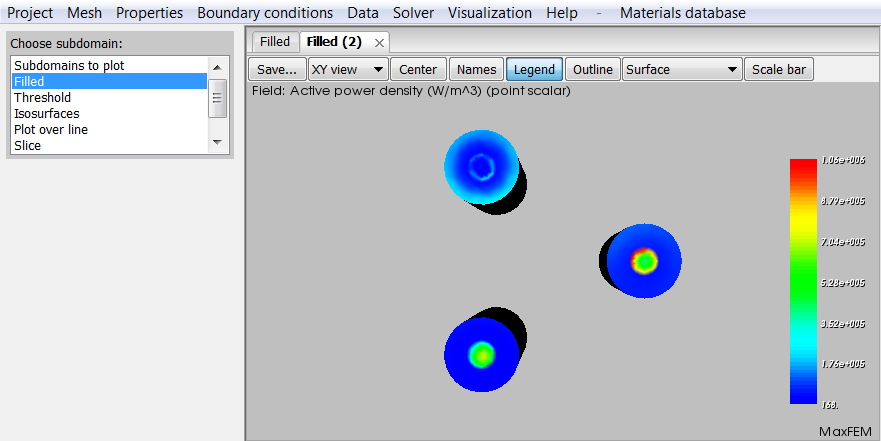 Project Mesh Properties Boundary conditions Data Solver Visualization Help - Materials database
Choose subdomain:
Subdomains to plot
Filled
Threshold
Isosurfaces
Plot over line
Slice
Filled Filled (2)
Save... XY view Center Names Legend Outline Surface Scale bar
Field: Active power density (W/m^3) (point scalar)
1.06e+006
8.79e+005
7.04e+005
5.28e+005
3.52e+005
1.76e+005
168.
MaxFEM